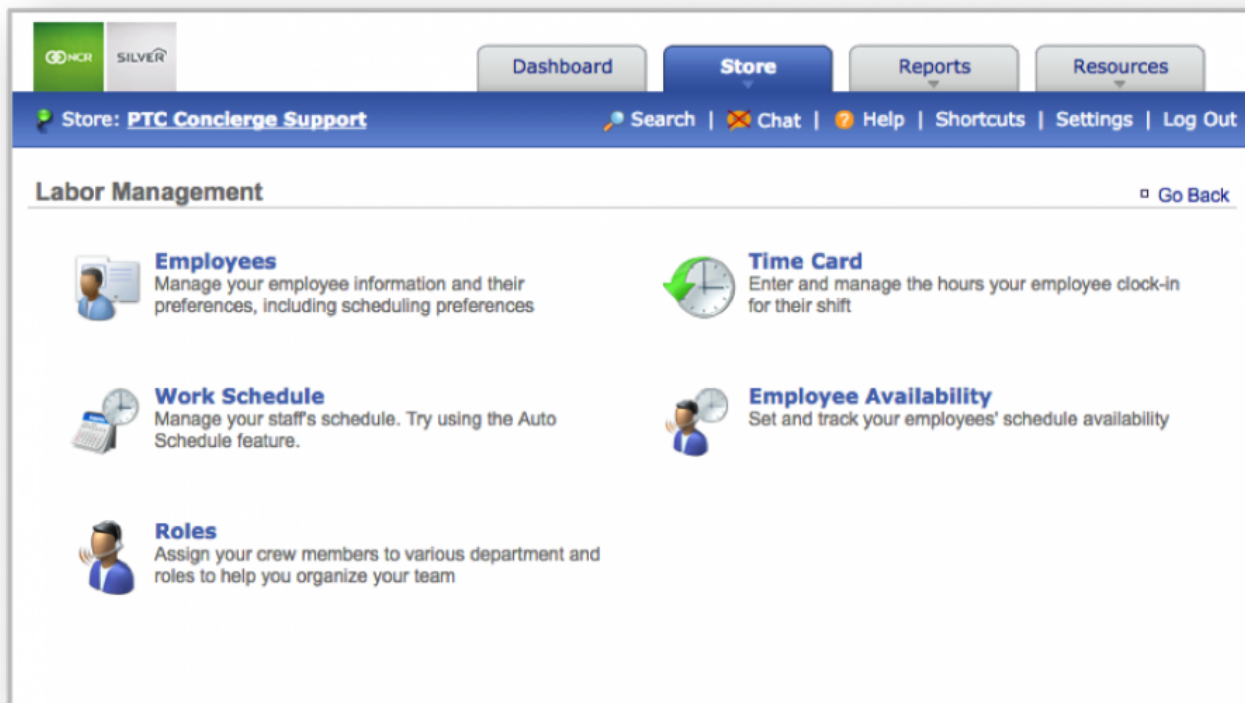 NCR SILVER
Dashboard Store Reports Resources
Store: PTC Concierge Support Search | Chat | Help | Shortcuts | Settings | Log Out
Labor Management Go Back
Employees
Manage your employee information and their
preferences, including scheduling preferences
Time Card
Enter and manage the hours your employee clock-in
for their shift
Work Schedule
Manage your staff's schedule. Try using the Auto
Schedule feature.
Employee Availability
Set and track your employees' schedule availability
Roles
Assign your crew members to various department and
roles to help you organize your team